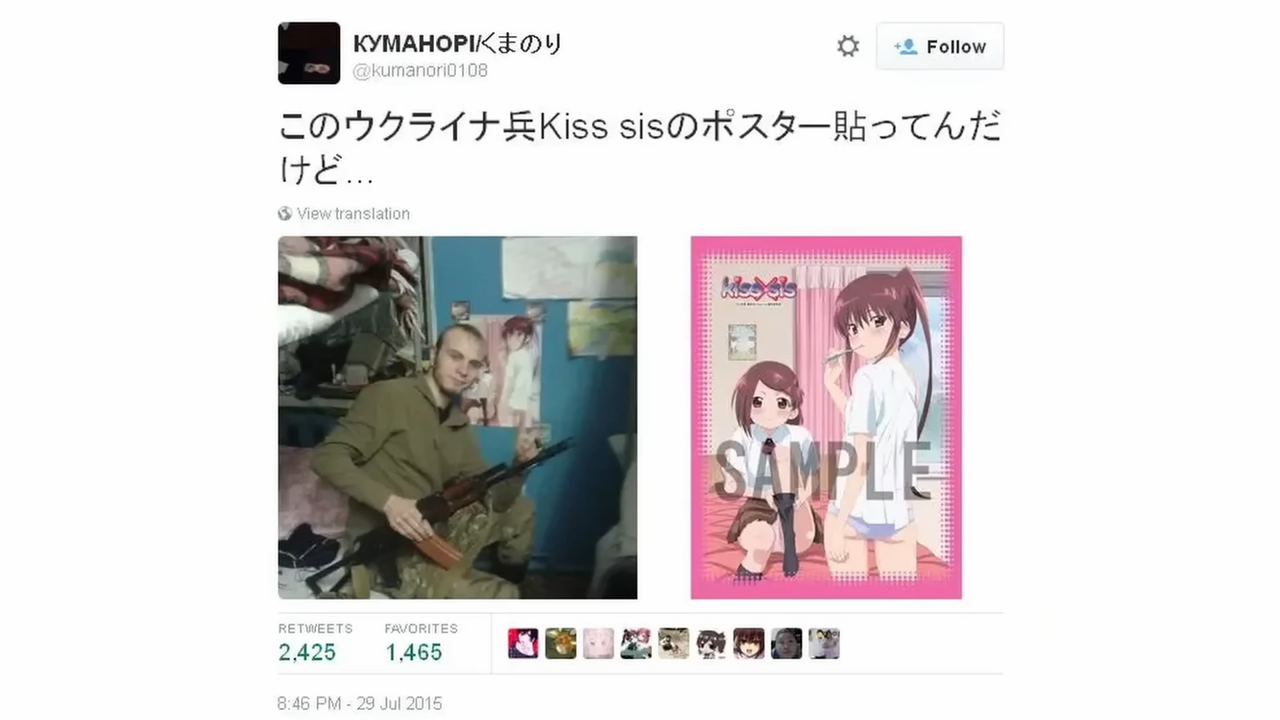 КУМАНОРІ/くまのり
@kumanori0108
Follow
このウクライナ兵Kiss sisのポスター貼ってんだ
けど…
View translation
kiss×sis
SAMPLE
RETWEETS
FAVORITES
2,425
1,465
8:46 PM - 29 Jul 2015